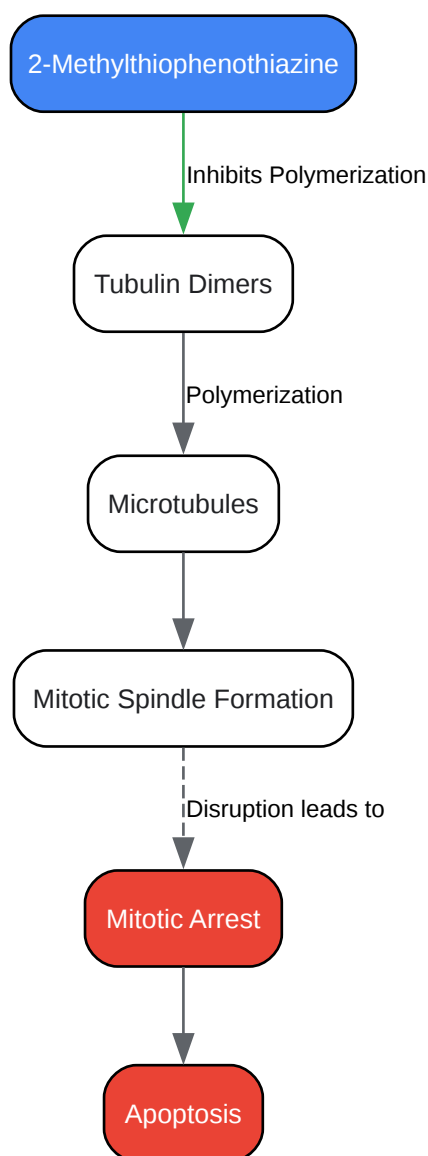 2-Methylthiophenothiazine
Inhibits Polymerization
Tubulin Dimers
Polymerization
Microtubules
Mitotic Spindle Formation
Disruption leads to
Mitotic Arrest
Apoptosis